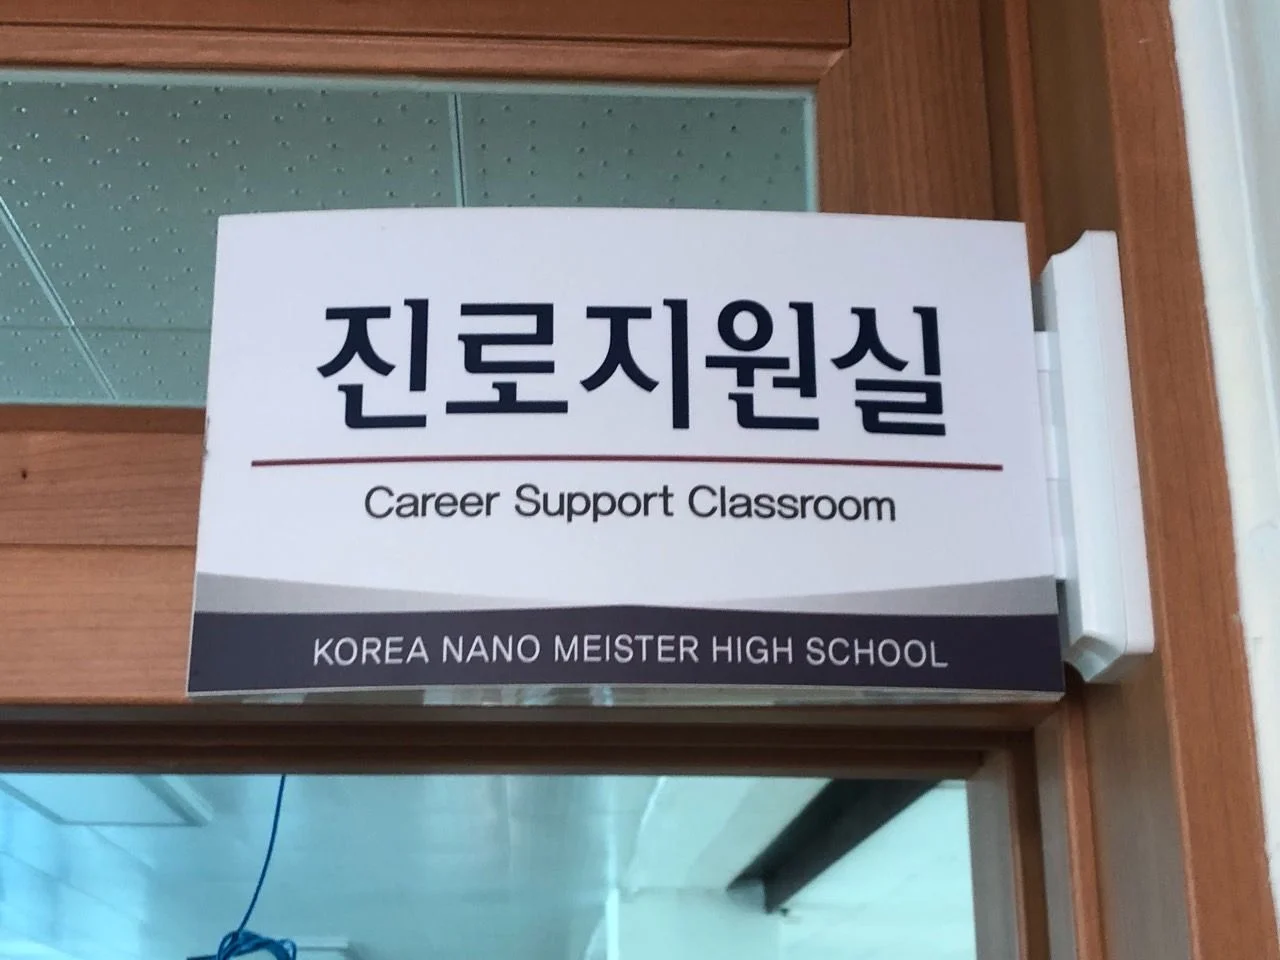 진로지원실
Career Support Classroom
KOREA NANO MEISTER HIGH SCHOOL